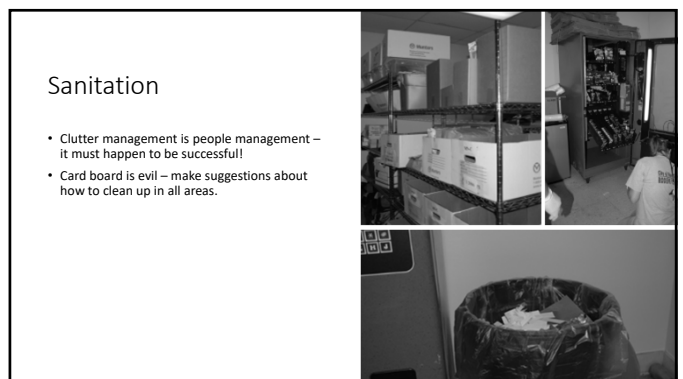 Sanitation
• Clutter management is people management –
it must happen to be successful!
• Card board is evil – make suggestions about
how to clean up in all areas.